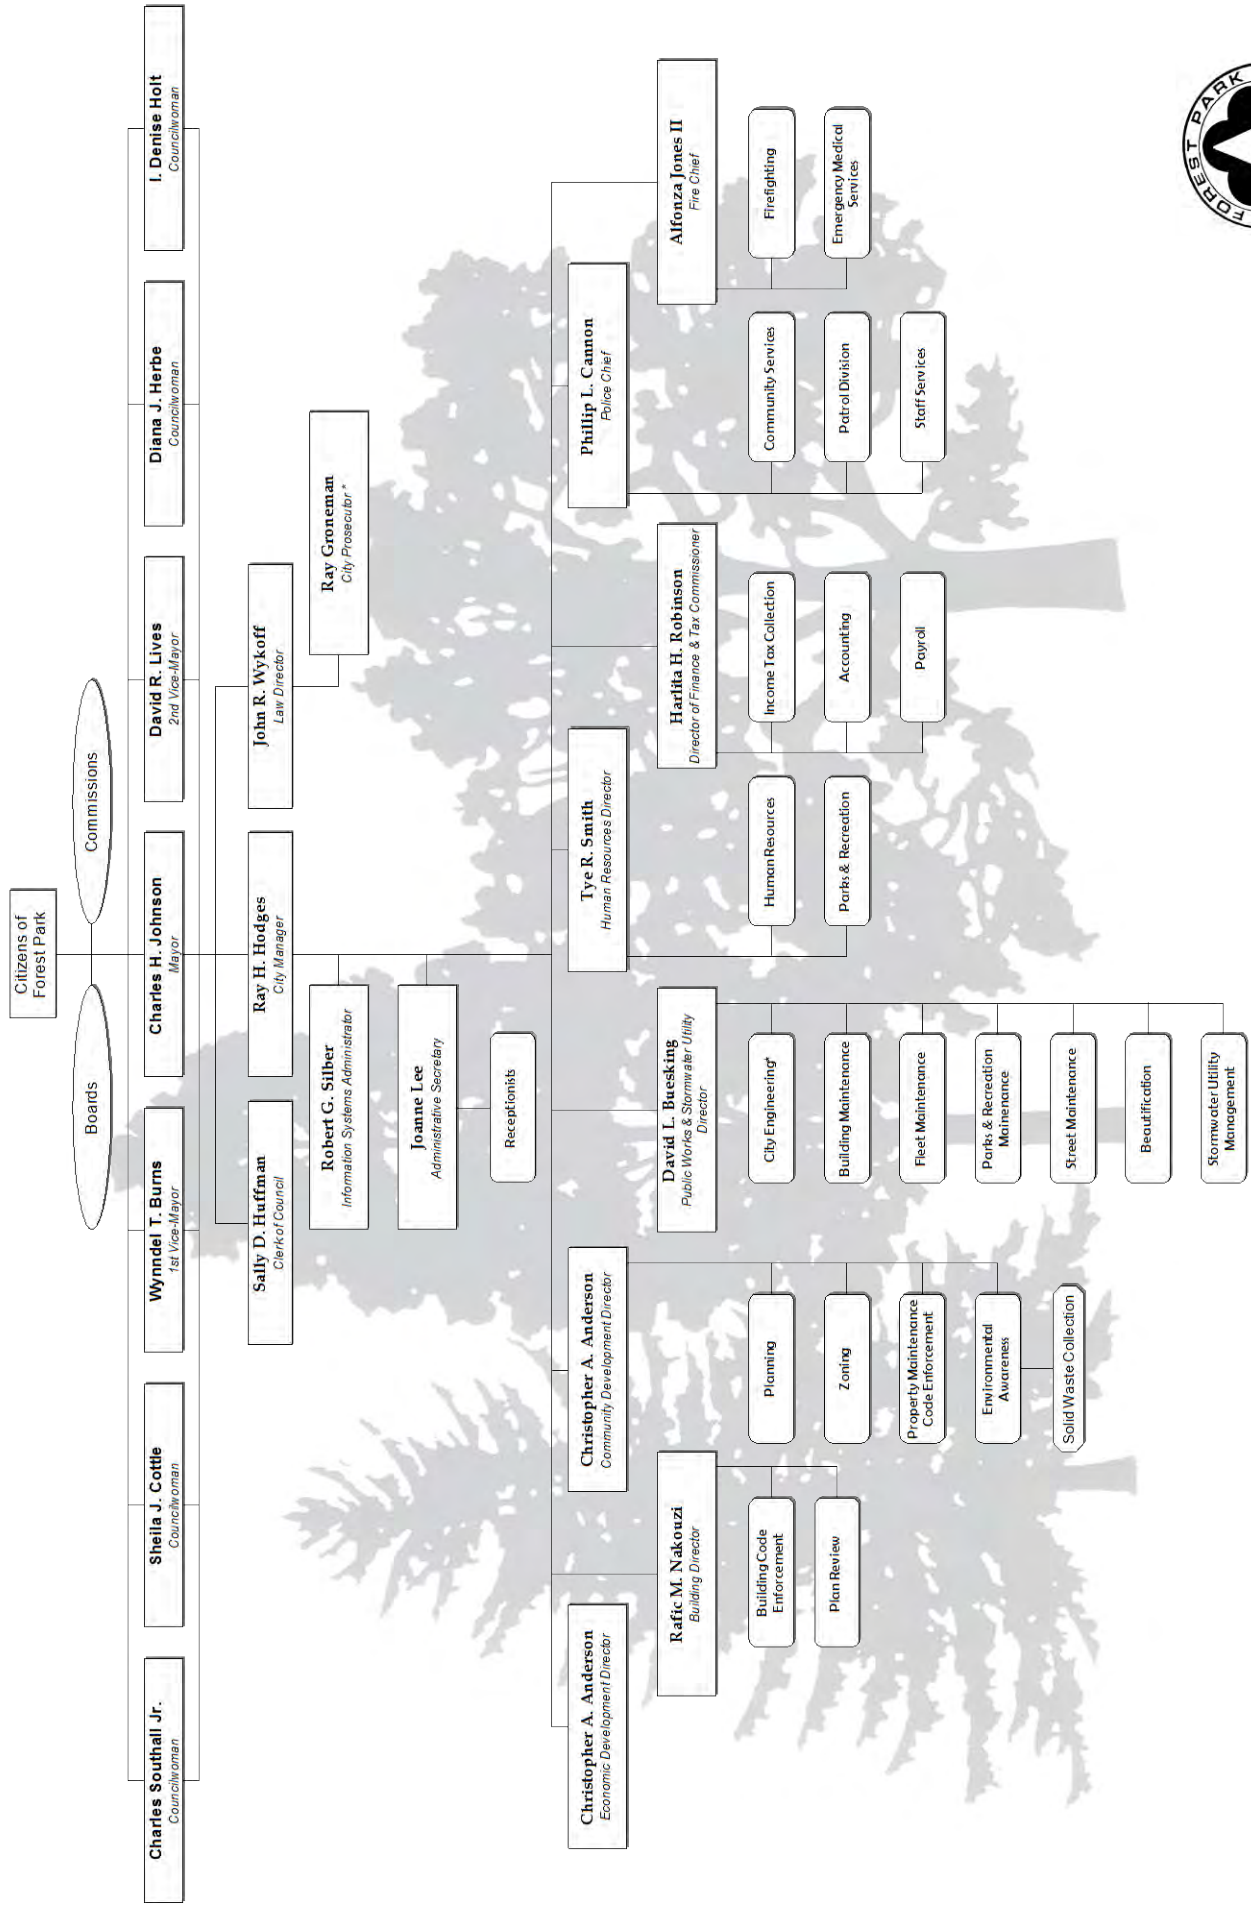 Citizens of
Forest Park
Boards
Commissions
Charles Southall Jr.
Councilwoman
Sheila J. Cottle
Councilwoman
Wynndel T. Burns
1st Vice-Mayor
Charles H. Johnson
Mayor
David R. Lives
2nd Vice-Mayor
Diana J. Herbe
Councilwoman
I. Denise Holt
Councilwoman
Sally D. Huffman
Clerk of Council
Ray H. Hodges
City Manager
John R. Wykoff
Law Director
Ray Groneman
City Prosecutor *
Robert G. Silber
Information Systems Administrator
Joanne Lee
Administrative Secretary
Receptionists
Christopher A. Anderson
Economic Development Director
Rafic M. Nakouzi
Building Director
Building Code
Enforcement
Plan Review
Christopher A. Anderson
Community Development Director
Planning
Zoning
Property Maintenance
Code Enforcement
Environmental
Awareness
Solid Waste Collection
David L. Buesking
Public Works & Stormwater Utility
Director
City Engineering*
Building Maintenance
Fleet Maintenance
Parks & Recreation
Mainenance
Street Maintenance
Beautification
Stormwater Utility
Management
Tye R. Smith
Human Resources Director
Human Resources
Parks & Recreation
Harlita H. Robinson
Director of Finance & Tax Commissioner
Income Tax Collection
Accounting
Payroll
Phillip L. Cannon
Police Chief
Community Services
Patrol Division
Staff Services
Alfonza Jones II
Fire Chief
Firefighting
Emergency Medical
Services
FOREST PARK